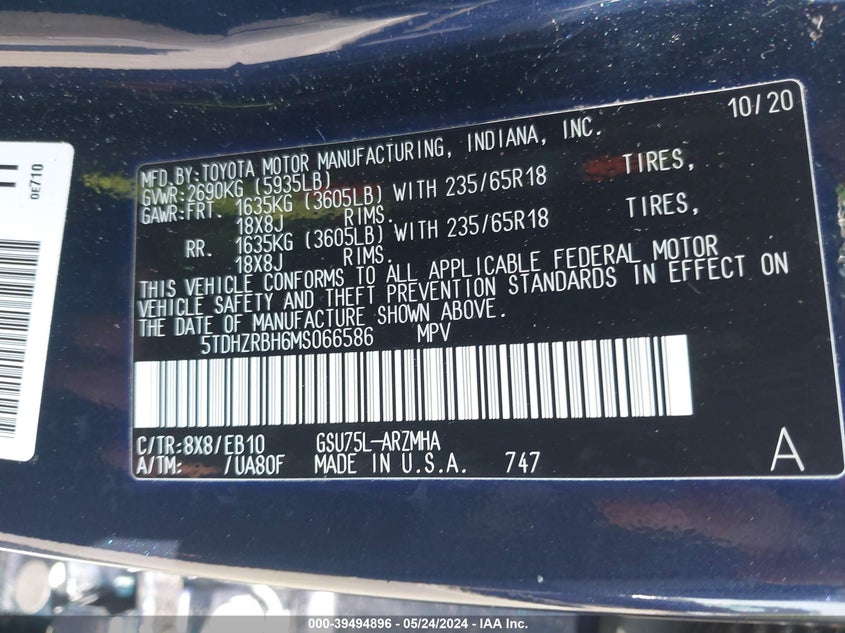 10/20
MFD.BY:TOYOTA MOTOR MANUFACTURING, INDIANA, INC.
GVWR:2690KG (5935LB)
GAWR:FRT. 1635KG (3605LB) WITH 235/65R18 TIRES,
18X8J RIMS.
RR. 1635KG (3605LB) WITH 235/65R18 TIRES,
18X8J RIMS.
THIS VEHICLE CONFORMS TO ALL APPLICABLE FEDERAL MOTOR
VEHICLE SAFETY AND THEFT PREVENTION STANDARDS IN EFFECT ON
THE DATE OF MANUFACTURE SHOWN ABOVE.
5TDHZRBH6MS066586 MPV
C/TR:8X8/EB10 GSU75L-ARZMHA
A/TM: /UA80F MADE IN U.S.A. 747 A
0E710
000-39494896 - 05/24/2024 - IAA Inc.